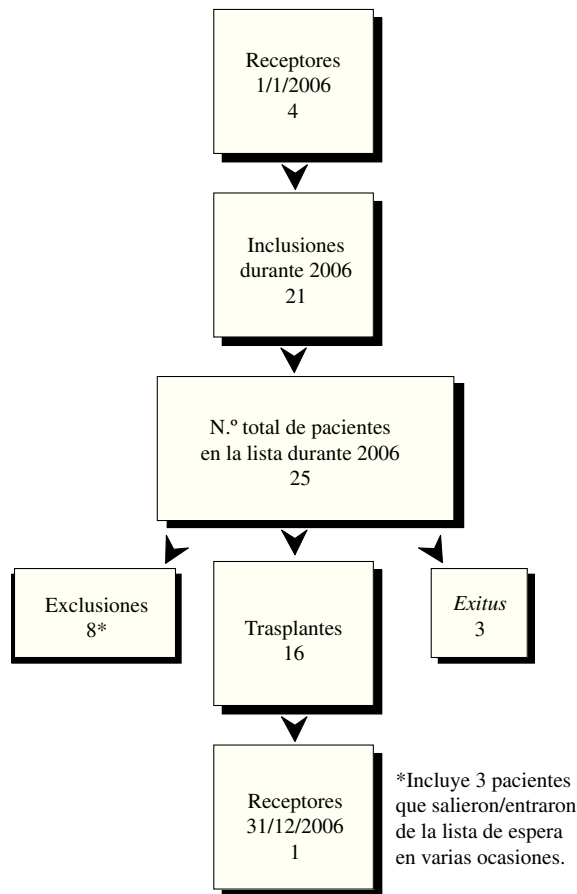 Receptores
1/1/2006
4
Inclusiones
durante 2006
21
N.º total de pacientes
en la lista durante 2006
25
Exclusiones
8*
Trasplantes
16
Exitus
3
Receptores
31/12/2006
1
*Incluye 3 pacientes
que salieron/entraron
de la lista de espera
en varias ocasiones.